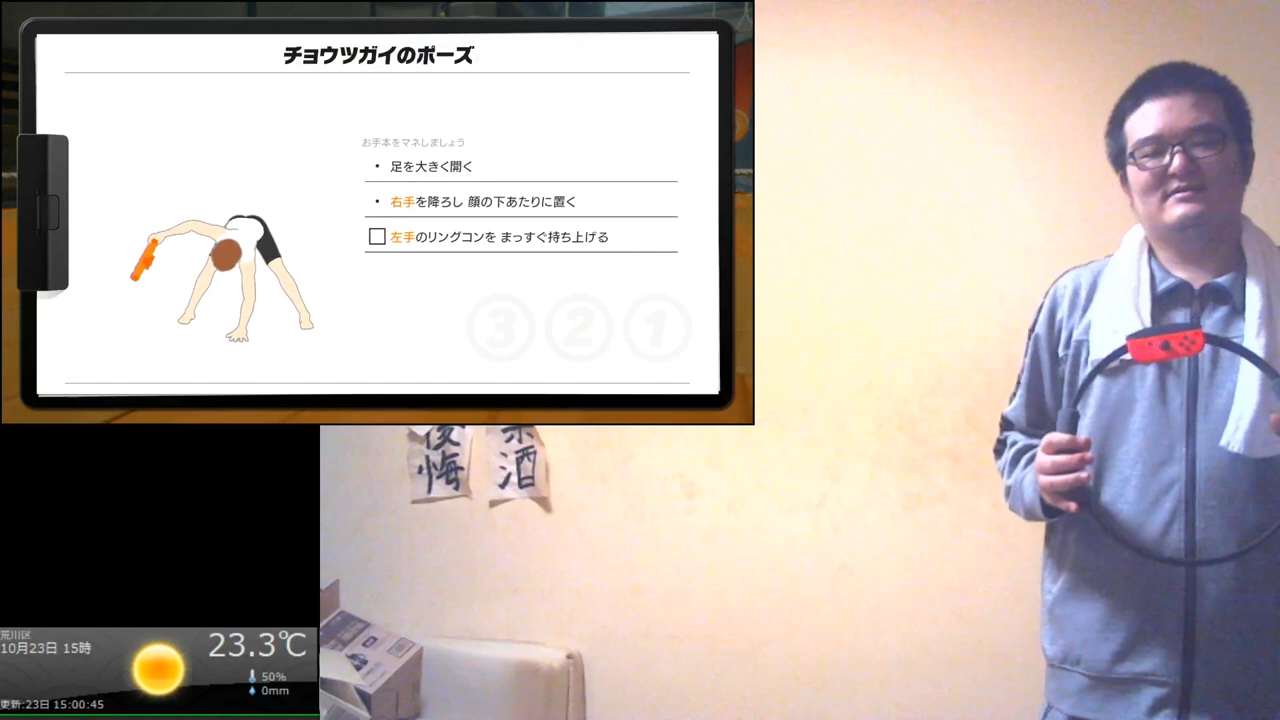 チョウツガイのポーズ
お手本をマネしましょう
・ 足を大きく開く
・ 右手を降ろし 顔の下あたりに置く
□ 左手のリングコンを まっすぐ持ち上げる
③ ② ①
後悔
禁酒
荒川区
10月23日 15時
23.3℃
50%
0mm
更新:23日 15:00:45